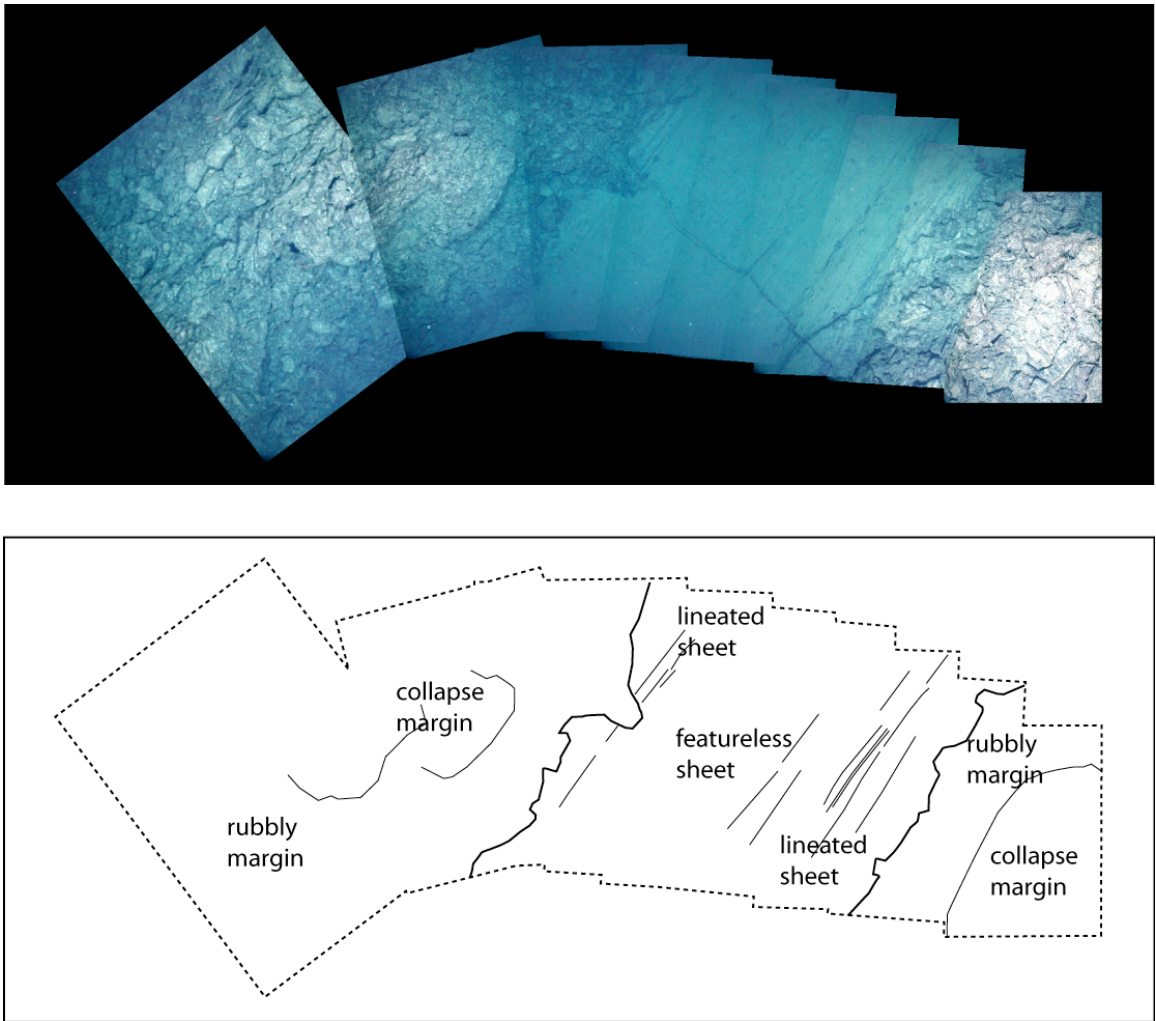 lineated
sheet
collapse
margin
featureless
sheet
rubbly
margin
rubbly
margin
lineated
sheet
collapse
margin